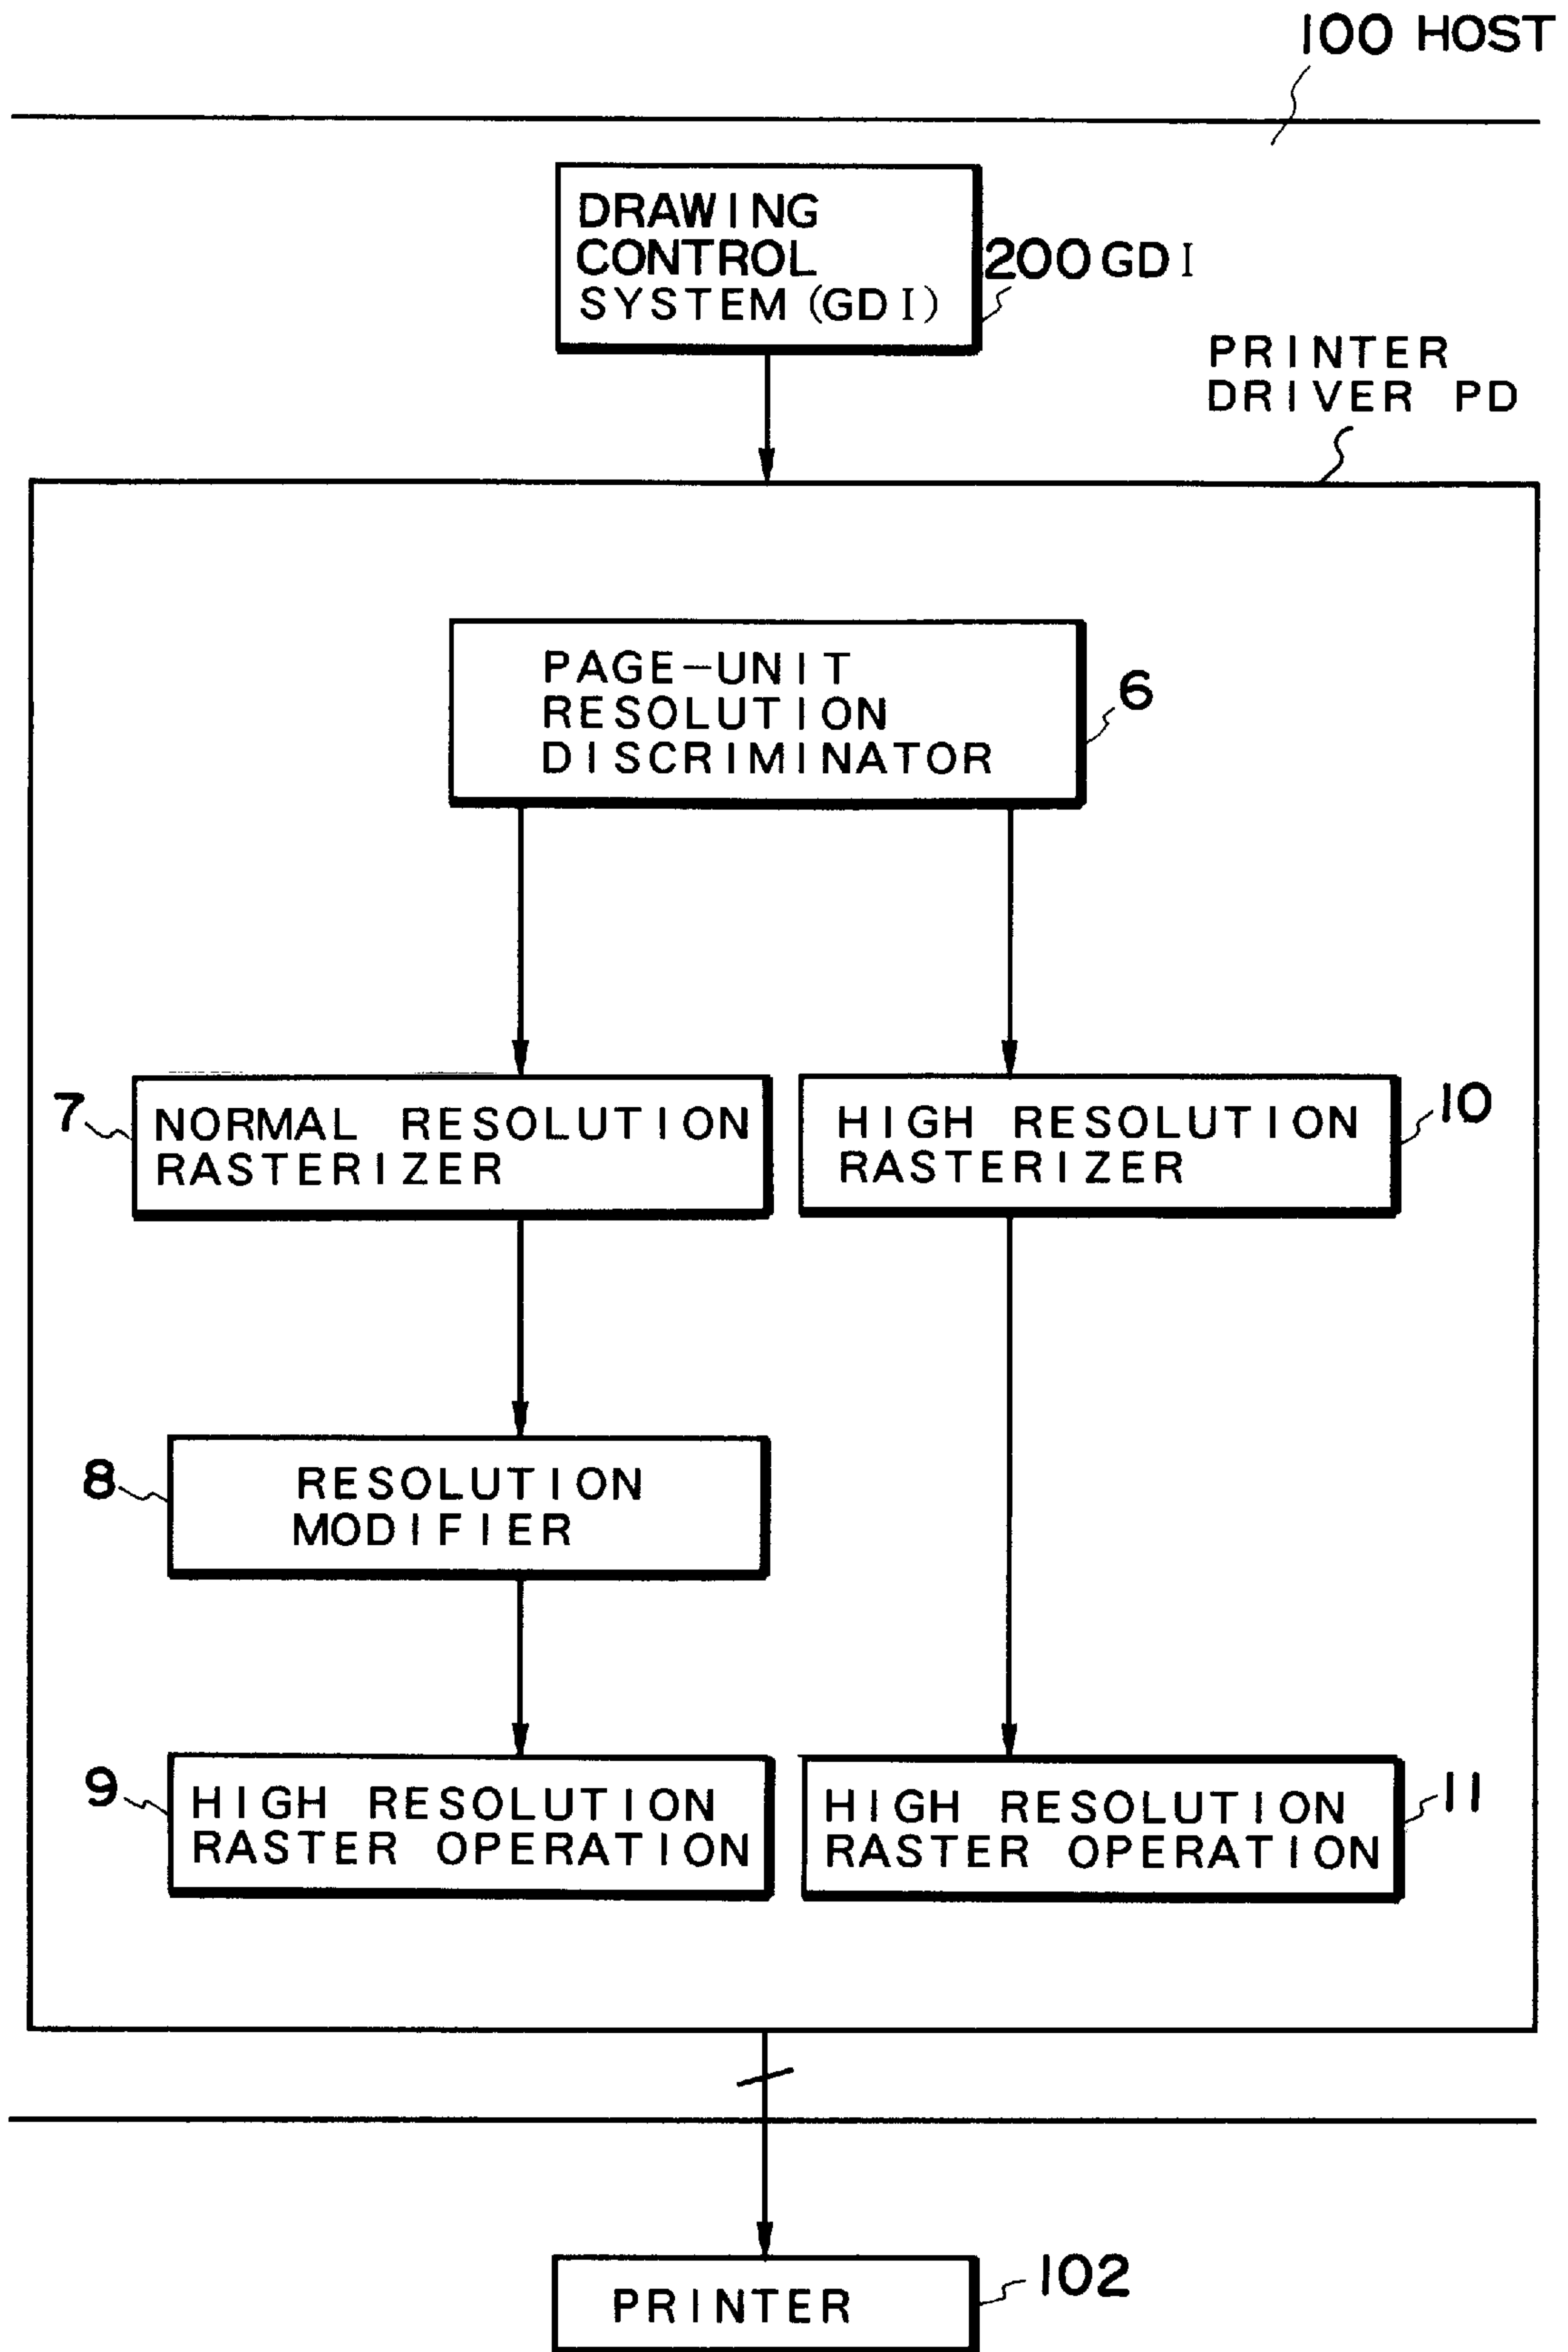 100 HOST
DRAWING
CONTROL
SYSTEM (GDI)
200 GDI
PRINTER
DRIVER PD
PAGE-UNIT
RESOLUTION
DISCRIMINATOR
6
7
NORMAL RESOLUTION
RASTERIZER
HIGH RESOLUTION
RASTERIZER
10
8
RESOLUTION
MODIFIER
9
HIGH RESOLUTION
RASTER OPERATION
HIGH RESOLUTION
RASTER OPERATION
11
PRINTER
102